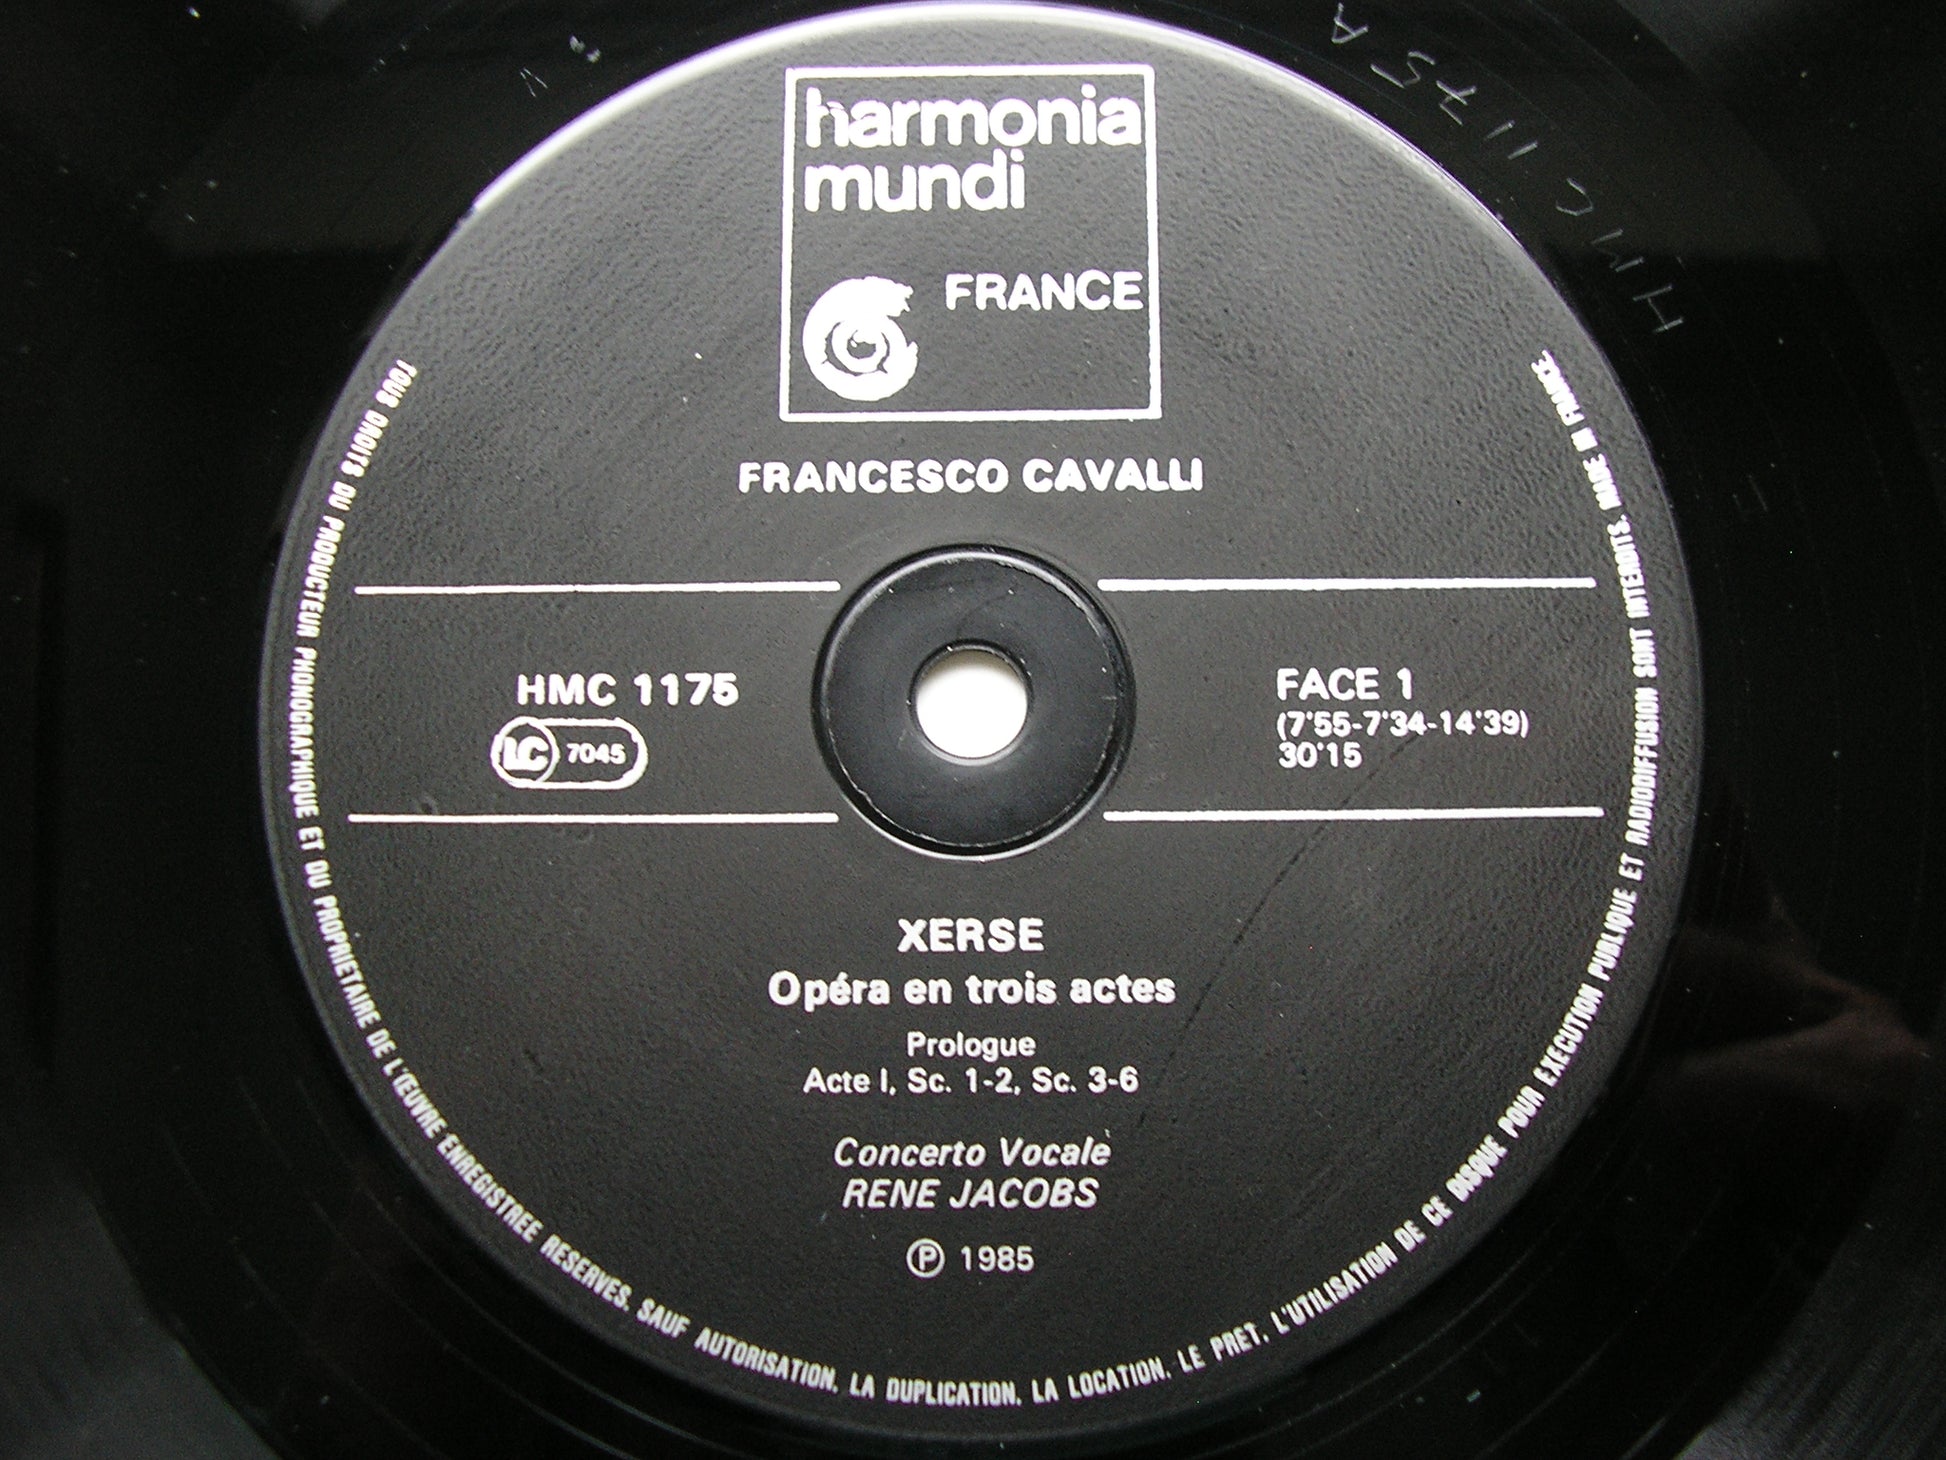 harmonia
mundi
FRANCE
FRANCESCO CAVALLI
HMC 1175
LC 7045
FACE 1
(7'55-7'34-14'39)
30'15
XERSE
Opéra en trois actes
Prologue
Acte I, Sc. 1-2, Sc. 3-6
Concerto Vocale
RENE JACOBS
Ⓟ 1985
TOUS DROITS DU PRODUCTEUR PHONOGRAPHIQUE ET DU PROPRIETAIRE DE L'ŒUVRE ENREGISTREE RESERVES. SAUF AUTORISATION, LA DUPLICATION, LA LOCATION, LE PRET, L'UTILISATION DE CE DISQUE POUR EXECUTION PUBLIQUE ET RADIODIFFUSION SONT INTERDITS. MADE IN FRANCE.
HMC 1175 A